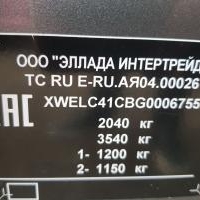 ООО "ЭЛЛАДА ИНТЕРТРЕЙД
ТС RU E-RU.АЯ04.00026
EAC XWELC41CBG0006755
2040 кг
3540 кг
1- 1200 кг
2- 1150 кг